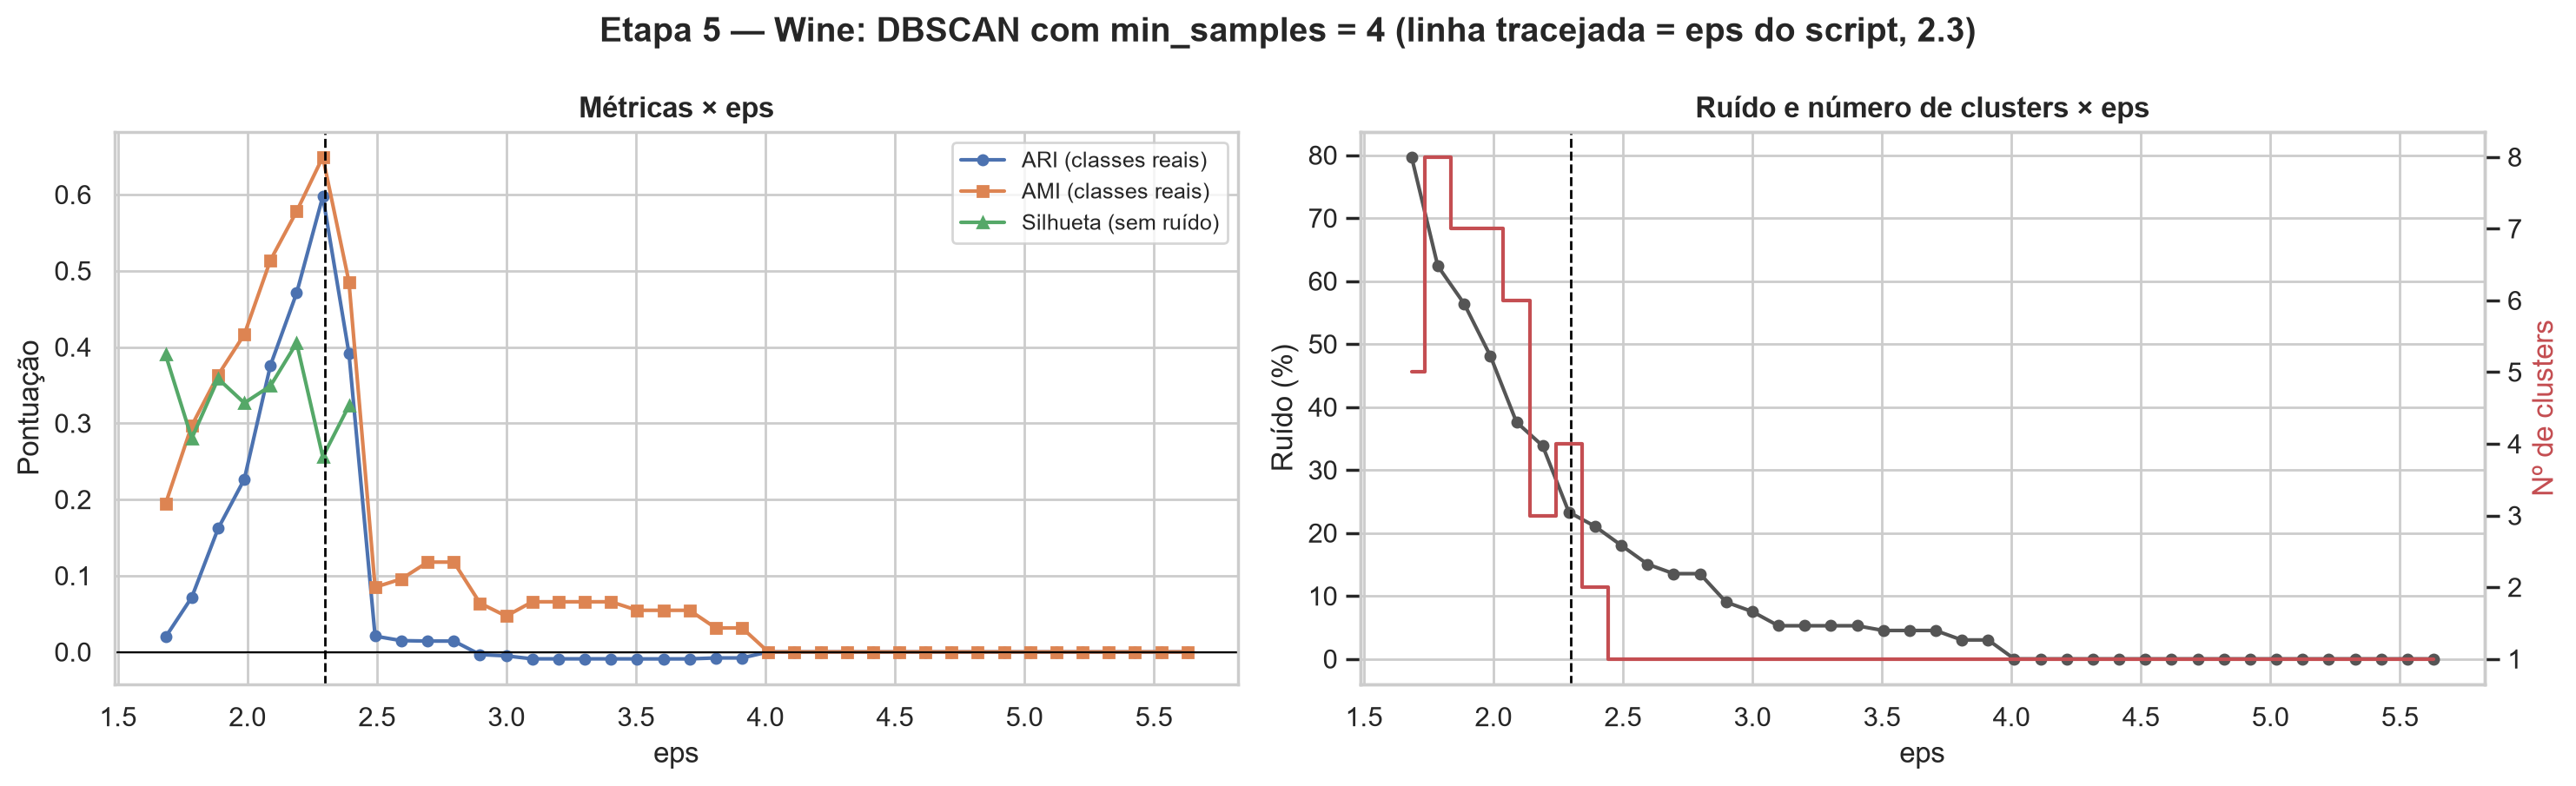 Etapa 5 — Wine: DBSCAN com min_samples = 4 (linha tracejada = eps do script, 2.3)
Métricas × eps
Pontuação
0.6
0.5
0.4
0.3
0.2
0.1
0.0
ARI (classes reais)
AMI (classes reais)
Silhueta (sem ruído)
1.5 2.0 2.5 3.0 3.5 4.0 4.5 5.0 5.5
eps
Ruído e número de clusters × eps
Ruído (%)
80
70
60
50
40
30
20
10
0
8
7
6
5
4
3
2
1
Nº de clusters
1.5 2.0 2.5 3.0 3.5 4.0 4.5 5.0 5.5
eps